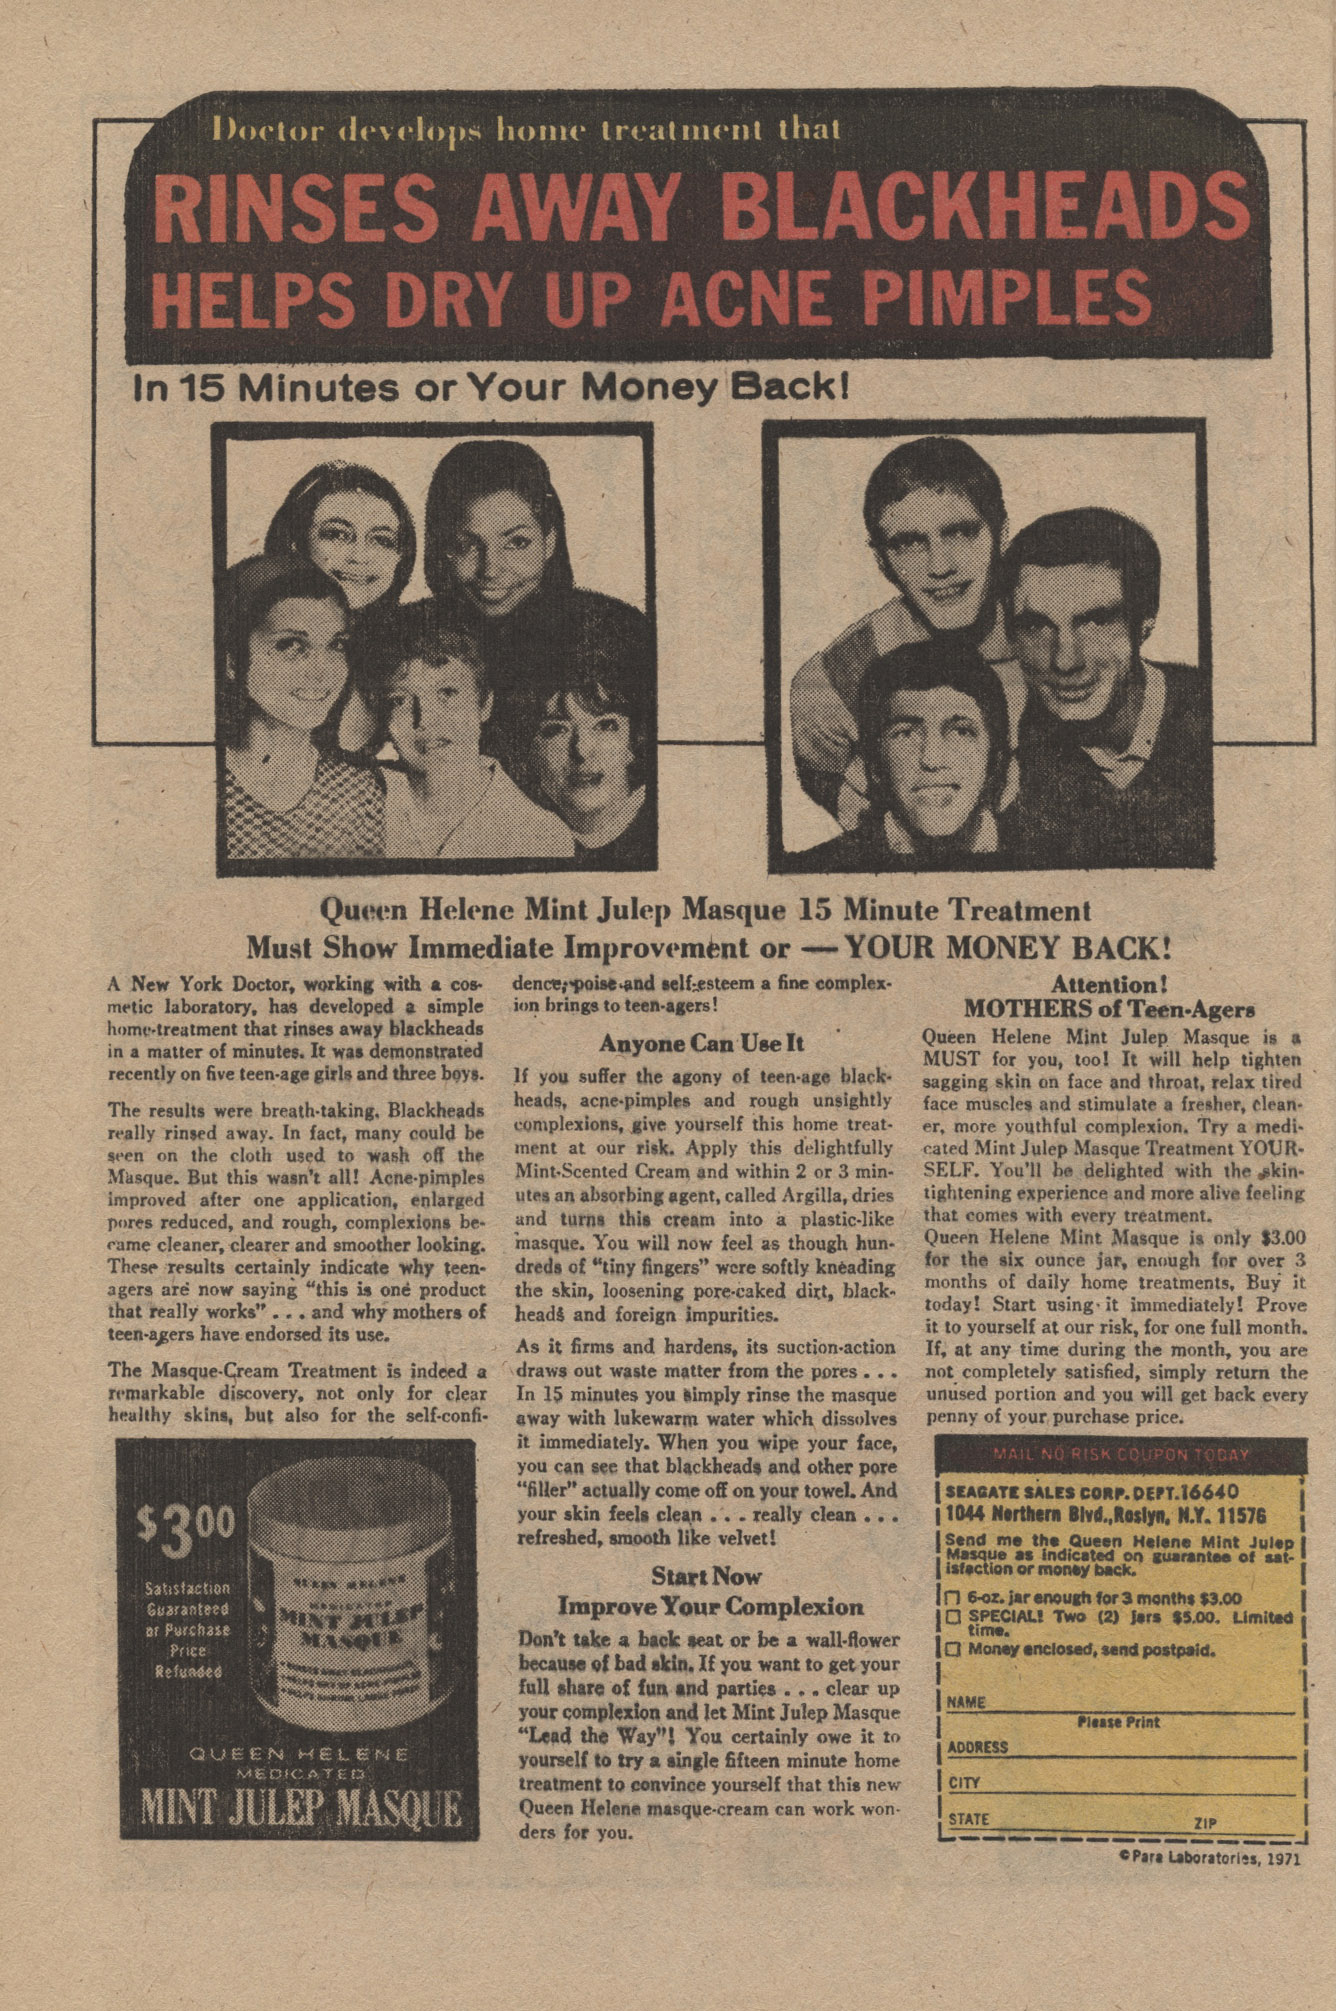 Doctor develops home treatment that
RINSES AWAY BLACKHEADS
HELPS DRY UP ACNE PIMPLES
In 15 Minutes or Your Money Back!
Queen Helene Mint Julep Masque 15 Minute Treatment
Must Show Immediate Improvement or — YOUR MONEY BACK!
A New York Doctor, working with a cos-
metic laboratory, has developed a simple
home-treatment that rinses away blackheads
in a matter of minutes. It was demonstrated
recently on five teen-age girls and three boys.
The results were breath-taking. Blackheads
really rinsed away. In fact, many could be
seen on the cloth used to wash off the
Masque. But this wasn't all! Acne-pimples
improved after one application, enlarged
pores reduced, and rough, complexions be-
came cleaner, clearer and smoother looking.
These results certainly indicate why teen-
agers are now saying "this is one product
that really works" . . . and why mothers of
teen-agers have endorsed its use.
The Masque-Cream Treatment is indeed a
remarkable discovery, not only for clear
healthy skins, but also for the self-confi-
$3.00
Satisfaction
Guaranteed
or Purchase
Price
Refunded
QUEEN HELENE
MEDICATED
MINT JULEP
MASQUE
QUEEN HELENE
MEDICATED
MINT JULEP MASQUE
dence, poise and self-esteem a fine complex-
ion brings to teen-agers!
Anyone Can Use It
If you suffer the agony of teen-age black-
heads, acne-pimples and rough unsightly
complexions, give yourself this home treat-
ment at our risk. Apply this delightfully
Mint-Scented Cream and within 2 or 3 min-
utes an absorbing agent, called Argilla, dries
and turns this cream into a plastic-like
masque. You will now feel as though hun-
dreds of "tiny fingers" were softly kneading
the skin, loosening pore-caked dirt, black-
heads and foreign impurities.
As it firms and hardens, its suction-action
draws out waste matter from the pores . . .
In 15 minutes you simply rinse the masque
away with lukewarm water which dissolves
it immediately. When you wipe your face,
you can see that blackheads and other pore
"filler" actually come off on your towel. And
your skin feels clean . . . really clean . . .
refreshed, smooth like velvet!
Start Now
Improve Your Complexion
Don't take a back seat or be a wall-flower
because of bad skin. If you want to get your
full share of fun and parties . . . clear up
your complexion and let Mint Julep Masque
"Lead the Way"! You certainly owe it to
yourself to try a single fifteen minute home
treatment to convince yourself that this new
Queen Helene masque-cream can work won-
ders for you.
Attention!
MOTHERS of Teen-Agers
Queen Helene Mint Julep Masque is a
MUST for you, too! It will help tighten
sagging skin on face and throat, relax tired
face muscles and stimulate a fresher, clean-
er, more youthful complexion. Try a medi-
cated Mint Julep Masque Treatment YOUR-
SELF. You'll be delighted with the skin-
tightening experience and more alive feeling
that comes with every treatment.
Queen Helene Mint Masque is only $3.00
for the six ounce jar, enough for over 3
months of daily home treatments. Buy it
today! Start using it immediately! Prove
it to yourself at our risk, for one full month.
If, at any time during the month, you are
not completely satisfied, simply return the
unused portion and you will get back every
penny of your purchase price.
MAIL NO RISK COUPON TODAY
SEAGATE SALES CORP. DEPT. 16640
1044 Northern Blvd., Roslyn, N.Y. 11576
Send me the Queen Helene Mint Julep
Masque as indicated on guarantee of sat-
isfaction or money back.
6-oz. jar enough for 3 months $3.00
SPECIAL! Two (2) jars $5.00. Limited
time.
Money enclosed, send postpaid.
NAME
Please Print
ADDRESS
CITY
STATE ZIP
© Para Laboratories, 1971